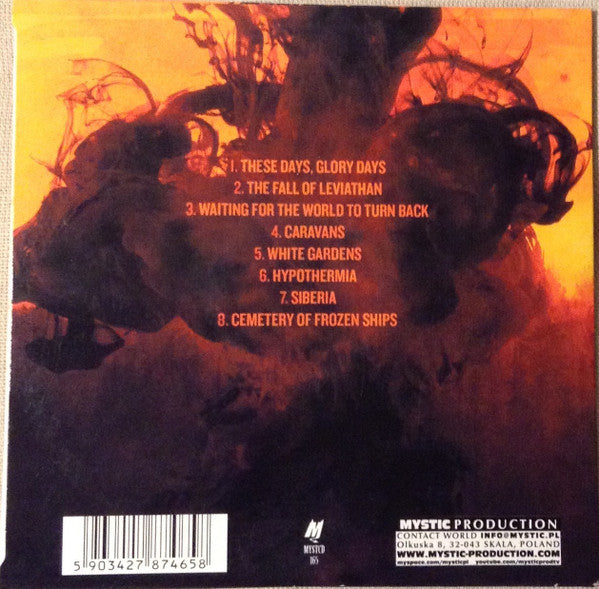 1. THESE DAYS, GLORY DAYS
2. THE FALL OF LEVIATHAN
3. WAITING FOR THE WORLD TO TURN BACK
4. CARAVANS
5. WHITE GARDENS
6. HYPOTHERMIA
7. SIBERIA
8. CEMETERY OF FROZEN SHIPS
5 903427 874658
M
MYSTCD
165
MYSTIC PRODUCTION
CONTACT WORLD INFO@MYSTIC.PL
Olkuska 8, 32-043 SKALA, POLAND
WWW.MYSTIC-PRODUCTION.COM
myspace.com/mysticpl youtube.com/mysticprodtv